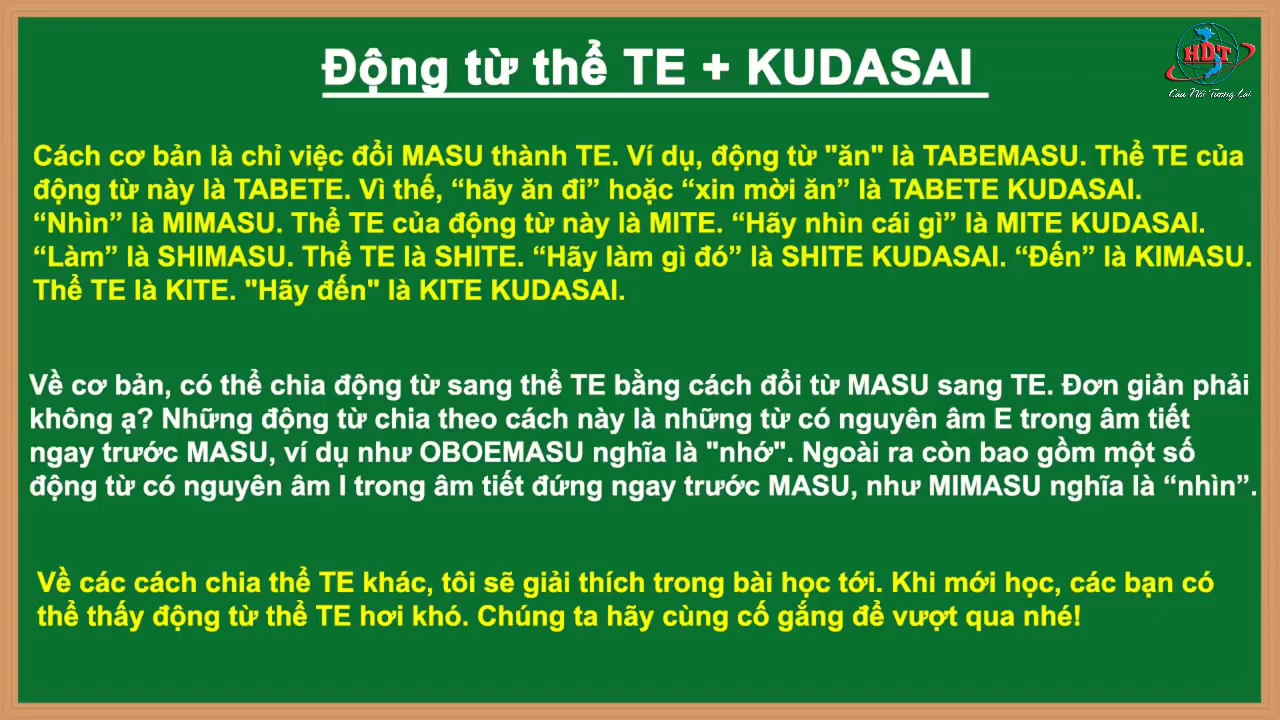 Động từ thể TE + KUDASAI
HDT
Cầu Nối Tương Lai
Cách cơ bản là chỉ việc đổi MASU thành TE. Ví dụ, động từ "ăn" là TABEMASU. Thể TE của
động từ này là TABETE. Vì thế, “hãy ăn đi” hoặc “xin mời ăn” là TABETE KUDASAI.
“Nhìn” là MIMASU. Thể TE của động từ này là MITE. “Hãy nhìn cái gì” là MITE KUDASAI.
“Làm” là SHIMASU. Thể TE là SHITE. “Hãy làm gì đó” là SHITE KUDASAI. “Đến” là KIMASU.
Thể TE là KITE. "Hãy đến" là KITE KUDASAI.
Về cơ bản, có thể chia động từ sang thể TE bằng cách đổi từ MASU sang TE. Đơn giản phải
không ạ? Những động từ chia theo cách này là những từ có nguyên âm E trong âm tiết
ngay trước MASU, ví dụ như OBOEMASU nghĩa là "nhớ". Ngoài ra còn bao gồm một số
động từ có nguyên âm I trong âm tiết đứng ngay trước MASU, như MIMASU nghĩa là “nhìn”.
Về các cách chia thể TE khác, tôi sẽ giải thích trong bài học tới. Khi mới học, các bạn có
thể thấy động từ thể TE hơi khó. Chúng ta hãy cùng cố gắng để vượt qua nhé!